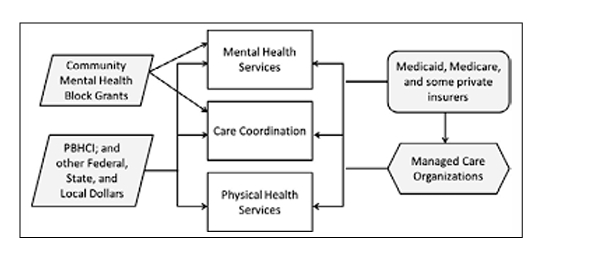 Community
Mental Health
Block Grants
PBHCI; and
other Federal,
State, and
Local Dollars
Mental Health
Services
Care Coordination
Physical Health
Services
Medicaid, Medicare,
and some private
insurers
Managed Care
Organizations